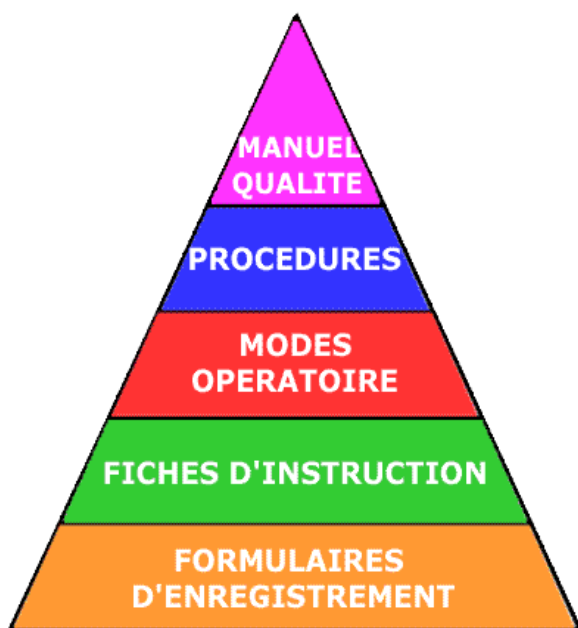 MANUEL
QUALITE
PROCEDURES
MODES
OPERATOIRE
FICHES D'INSTRUCTION
FORMULAIRES
D'ENREGISTREMENT